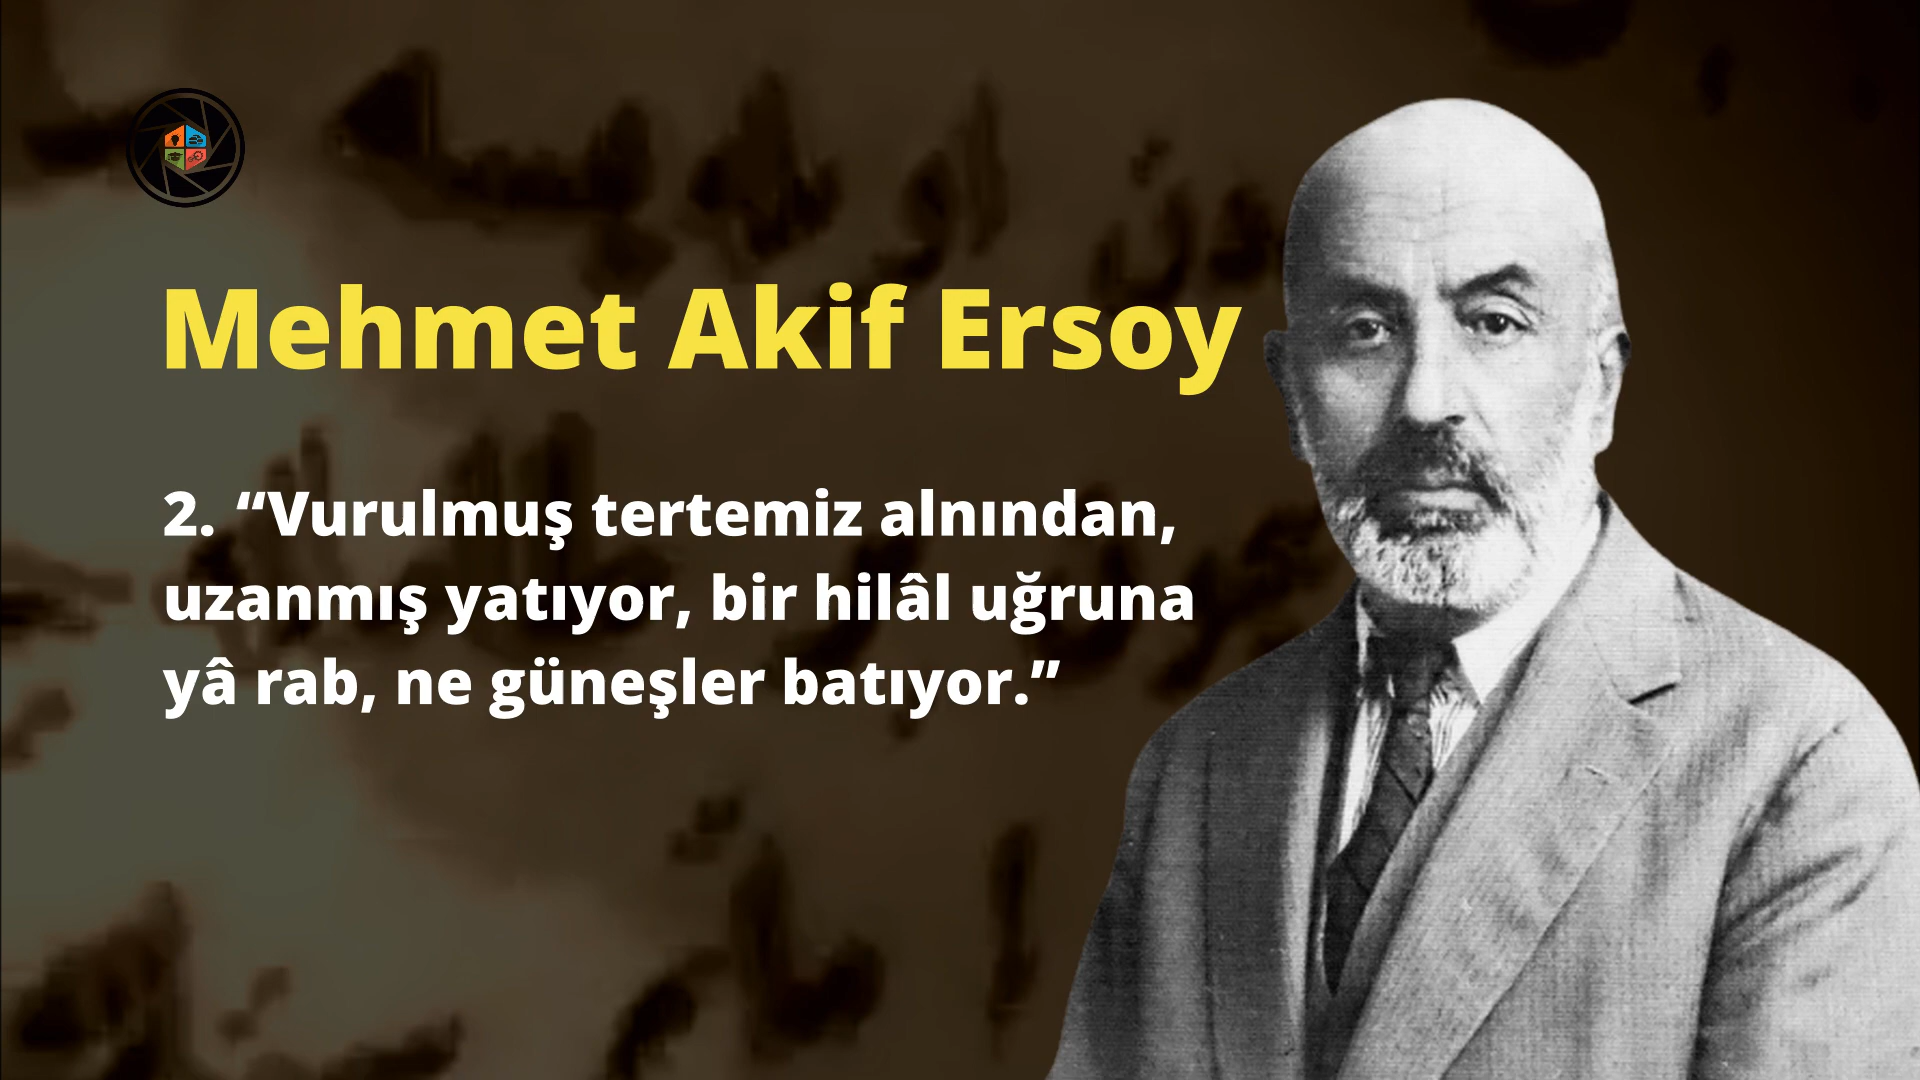 Mehmet Akif Ersoy
2. “Vurulmuş tertemiz alnından,
uzanmış yatıyor, bir hilâl uğruna
yâ rab, ne güneşler batıyor.”